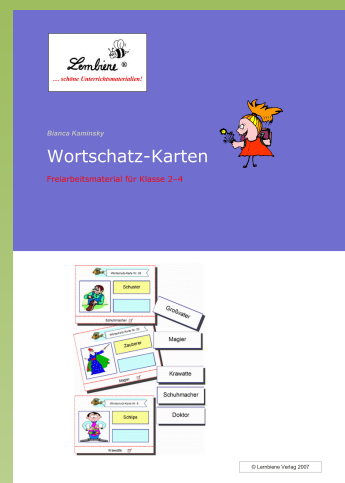 Lernbiene ®
.... schöne Unterrichtsmaterialien!
Bianca Kaminsky
Wortschatz-Karten
Freiarbeitsmaterial für Klasse 2–4
Schuster
Schuhmacher
Großvater
Zauberer
Magier
Magier
Krawatte
Schuhmacher
Schlips
Krawatte
Doktor
© Lernbiene Verlag 2007